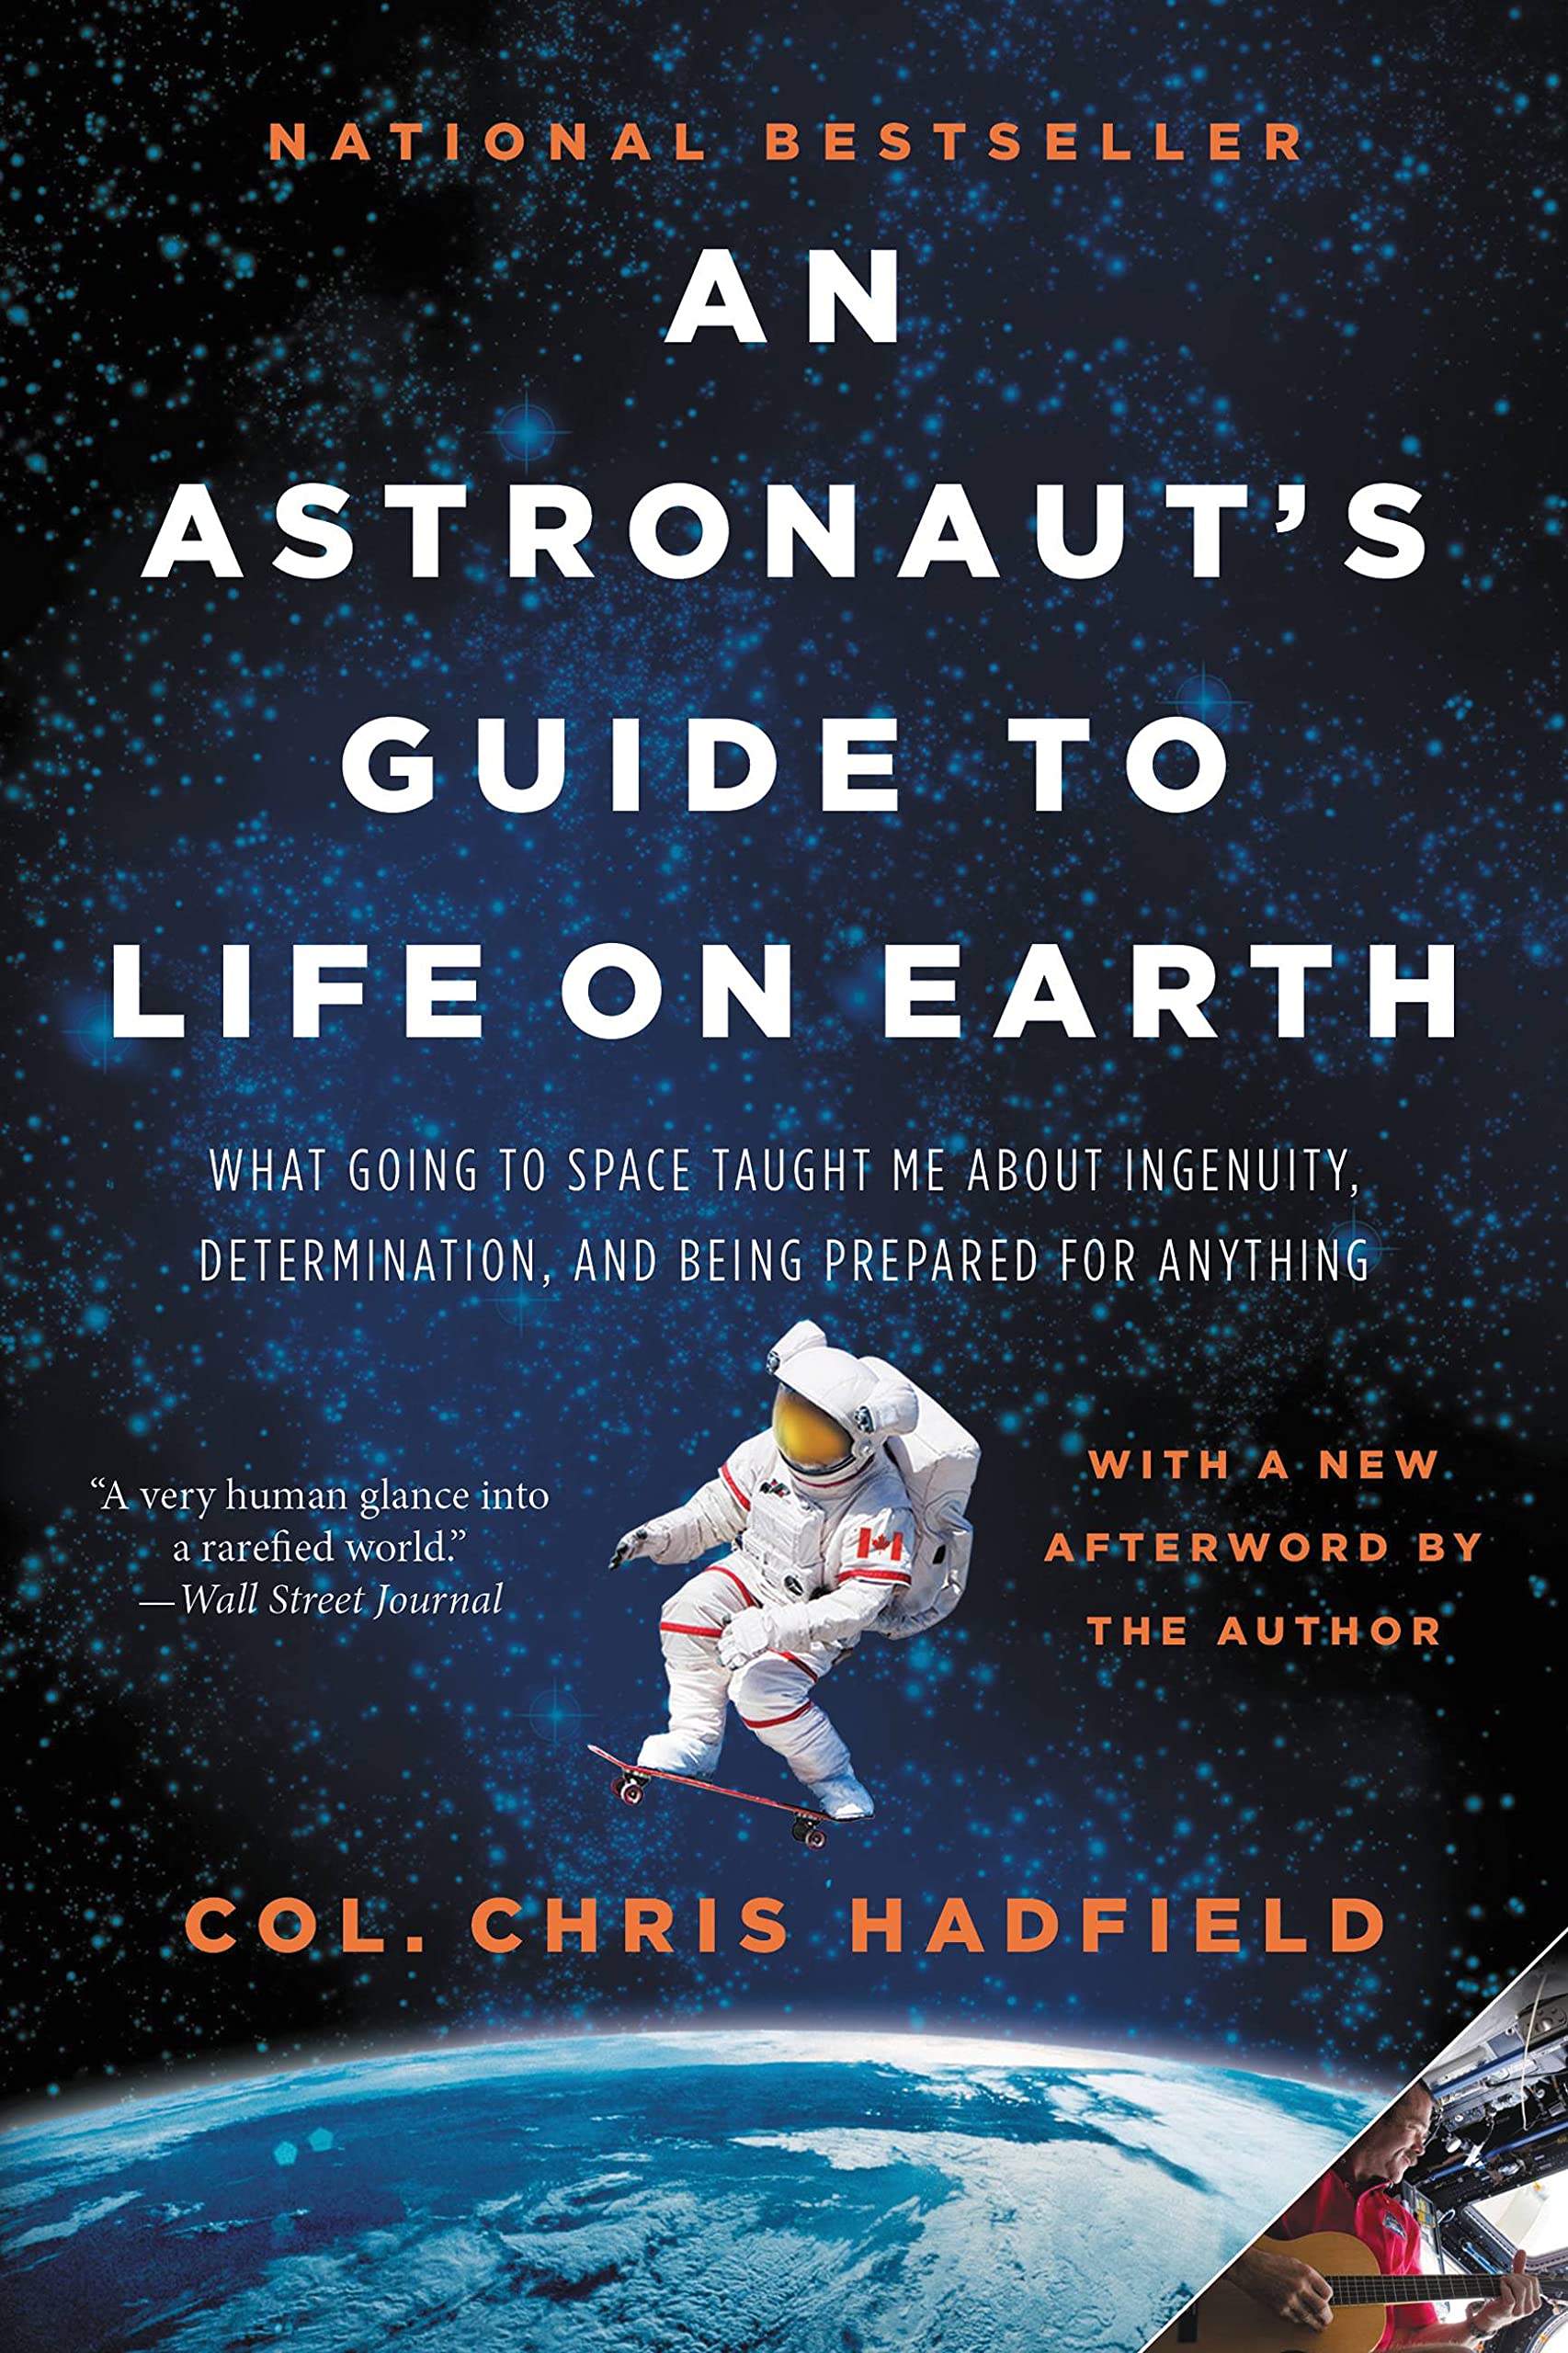 NATIONAL BESTSELLER
AN
ASTRONAUT’S
GUIDE TO
LIFE ON EARTH
WHAT GOING TO SPACE TAUGHT ME ABOUT INGENUITY,
DETERMINATION, AND BEING PREPARED FOR ANYTHING
“A very human glance into
a rarefied world.”
—Wall Street Journal
WITH A NEW
AFTERWORD BY
THE AUTHOR
COL. CHRIS HADFIELD